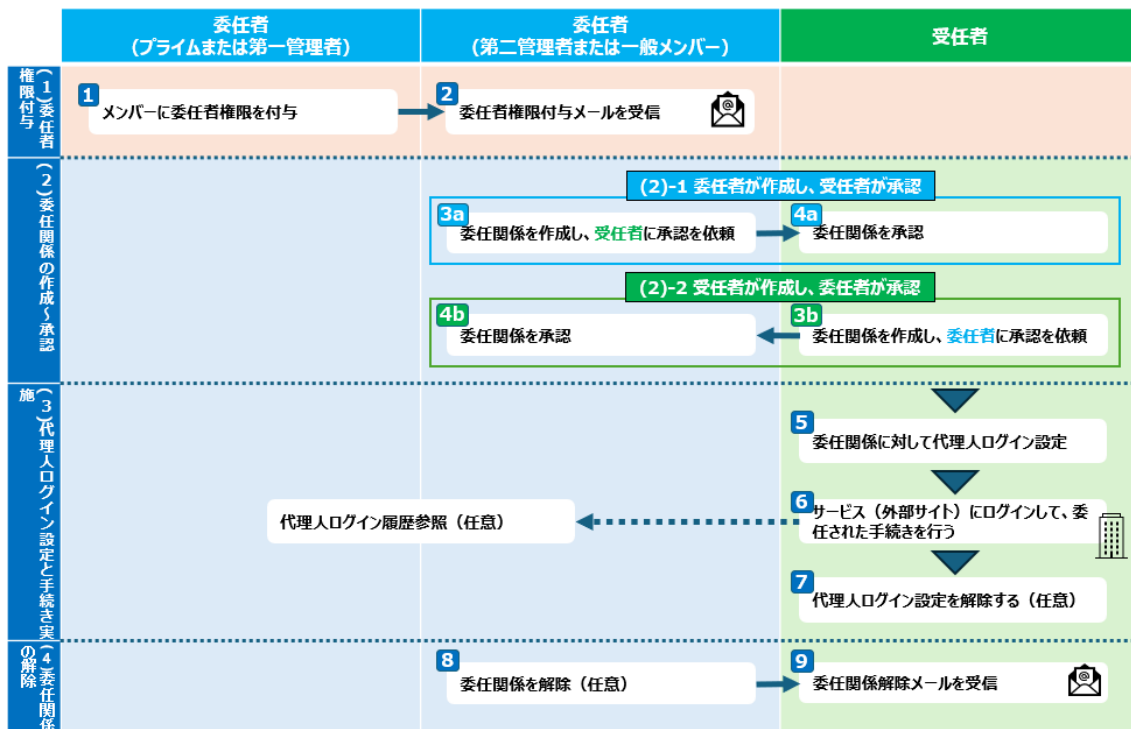 委任者
(プライムまたは第一管理者)
委任者
(第二管理者または一般メンバー)
受任者
(1)委任者
権限付与
1
メンバーに委任者権限を付与
2
委任者権限付与メールを受信
(2)委任関係の作成～承認
(2)-1 委任者が作成し、受任者が承認
3a
委任関係を作成し、受任者に承認を依頼
4a
委任関係を承認
(2)-2 受任者が作成し、委任者が承認
4b
委任関係を承認
3b
委任関係を作成し、委任者に承認を依頼
(3)代理人ログイン設定と手続き実
施
5
委任関係に対して代理人ログイン設定
代理人ログイン履歴参照（任意）
6
サービス（外部サイト）にログインして、委
任された手続きを行う
7
代理人ログイン設定を解除する（任意）
(4)委任関係
の解除
8
委任関係を解除（任意）
9
委任関係解除メールを受信